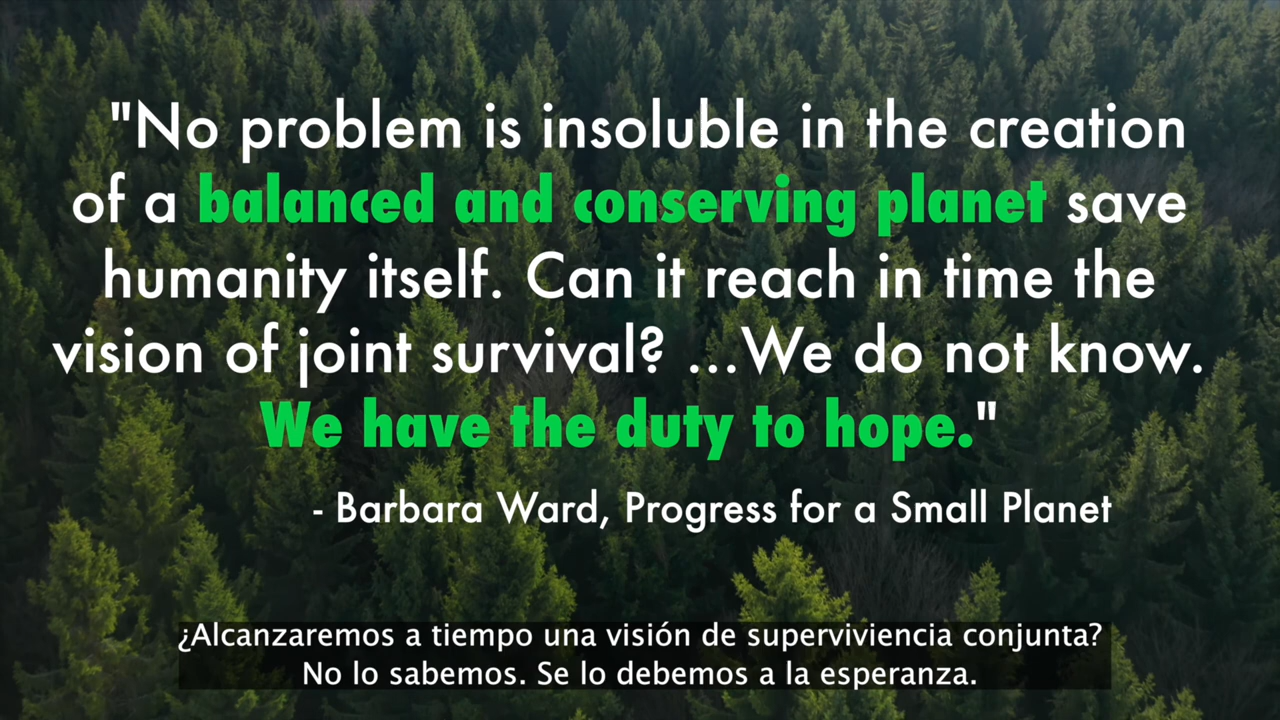 "No problem is insoluble in the creation
of a balanced and conserving planet save
humanity itself. Can it reach in time the
vision of joint survival? ...We do not know.
We have the duty to hope."
- Barbara Ward, Progress for a Small Planet
¿Alcanzaremos a tiempo una visión de superviviencia conjunta?
No lo sabemos. Se lo debemos a la esperanza.